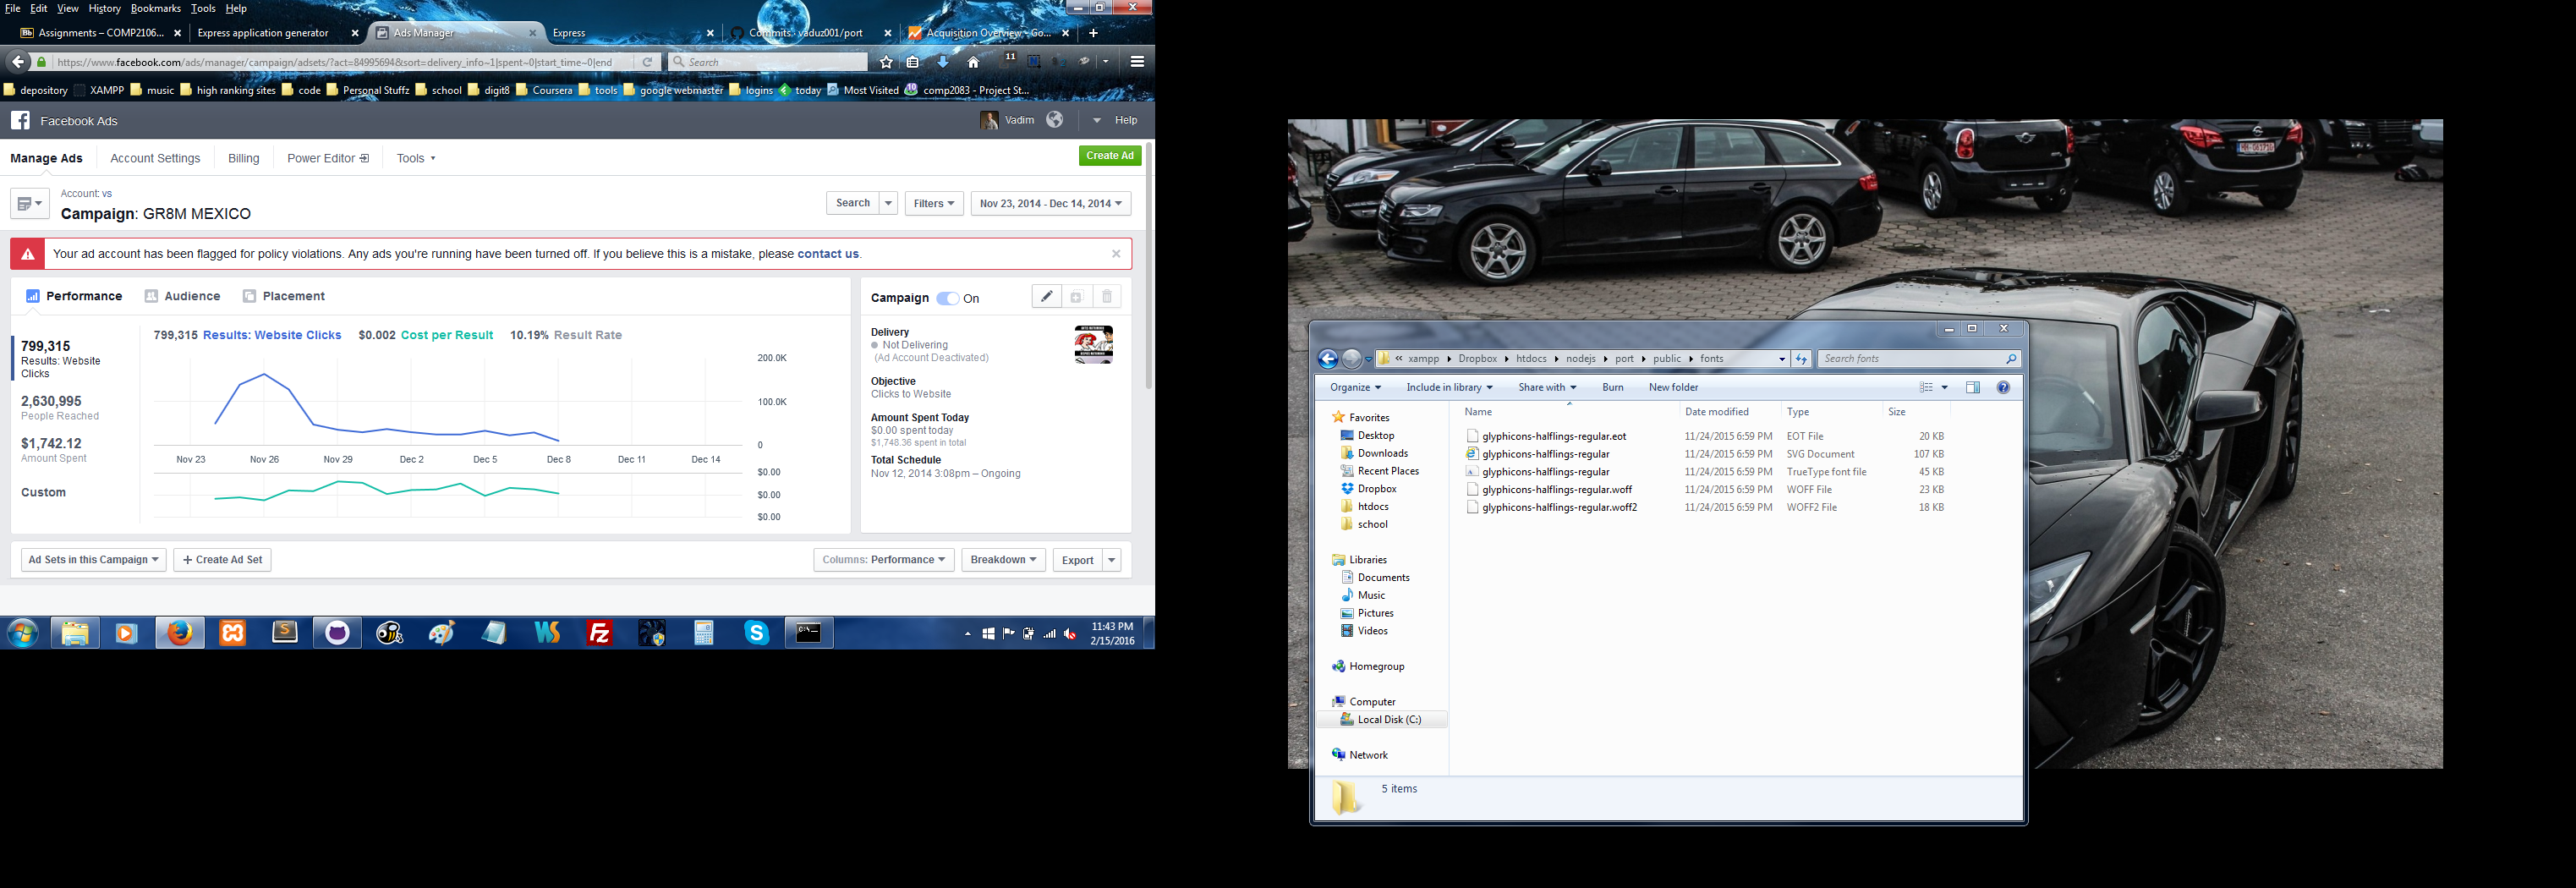 File Edit View History Bookmarks Tools Help
Assignments – COMP2106... Express application generator Ads Manager Express Commits · vaduz001/port Acquisition Overview - Go...
https://www.facebook.com/ads/manager/campaign/adsets/?act=84995694&sort=delivery_info~1|spent~0|start_time~0|end Search 11
depository XAMPP music high ranking sites code Personal Stuffz school digit8 Coursera tools google webmaster logins today Most Visited comp2083 - Project St...
Facebook Ads Vadim Help
Manage Ads Account Settings Billing Power Editor Tools Create Ad
Account: vs
Campaign: GR8M MEXICO Search Filters Nov 23, 2014 - Dec 14, 2014
Your ad account has been flagged for policy violations. Any ads you're running have been turned off. If you believe this is a mistake, please contact us.
Performance Audience Placement
799,315
Results: Website
Clicks
2,630,995
People Reached
$1,742.12
Amount Spent
Custom
799,315 Results: Website Clicks $0.002 Cost per Result 10.19% Result Rate
200.0K
100.0K
0
Nov 23 Nov 26 Nov 29 Dec 2 Dec 5 Dec 8 Dec 11 Dec 14
$0.00
$0.00
$0.00
Campaign On
Delivery
Not Delivering
(Ad Account Deactivated)
Objective
Clicks to Website
Amount Spent Today
$0.00 spent today
$1,748.36 spent in total
Total Schedule
Nov 12, 2014 3:08pm – Ongoing
Ad Sets in this Campaign + Create Ad Set Columns: Performance Breakdown Export
11:43 PM
2/15/2016
« xampp Dropbox htdocs nodejs port public fonts Search fonts
Organize Include in library Share with Burn New folder
Favorites
Desktop
Downloads
Recent Places
Dropbox
htdocs
school
Libraries
Documents
Music
Pictures
Videos
Homegroup
Computer
Local Disk (C:)
Network
Name Date modified Type Size
glyphicons-halflings-regular.eot 11/24/2015 6:59 PM EOT File 20 KB
glyphicons-halflings-regular 11/24/2015 6:59 PM SVG Document 107 KB
glyphicons-halflings-regular 11/24/2015 6:59 PM TrueType font file 45 KB
glyphicons-halflings-regular.woff 11/24/2015 6:59 PM WOFF File 23 KB
glyphicons-halflings-regular.woff2 11/24/2015 6:59 PM WOFF2 File 18 KB
5 items